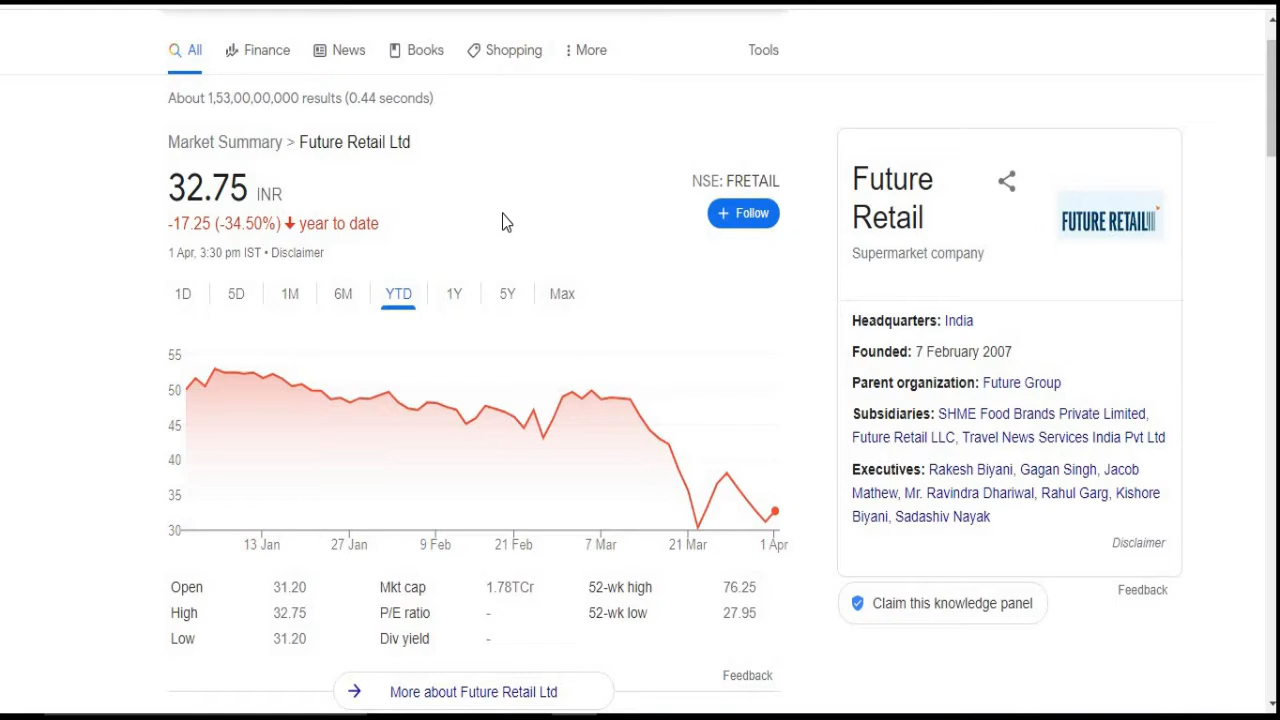 All
Finance
News
Books
Shopping
More
Tools
About 1,53,00,00,000 results (0.44 seconds)
Market Summary > Future Retail Ltd
32.75 INR
NSE: FRETAIL
-17.25 (-34.50%) year to date
+ Follow
1 Apr, 3:30 pm IST • Disclaimer
1D
5D
1M
6M
YTD
1Y
5Y
Max
55
50
45
40
35
30
13 Jan
27 Jan
9 Feb
21 Feb
7 Mar
21 Mar
1 Apr
Open 31.20 Mkt cap 1.78TCr 52-wk high 76.25
High 32.75 P/E ratio - 52-wk low 27.95
Low 31.20 Div yield -
Feedback
More about Future Retail Ltd
Future
Retail
FUTURE RETAIL
Supermarket company
Headquarters: India
Founded: 7 February 2007
Parent organization: Future Group
Subsidiaries: SHME Food Brands Private Limited,
Future Retail LLC, Travel News Services India Pvt Ltd
Executives: Rakesh Biyani, Gagan Singh, Jacob
Mathew, Mr. Ravindra Dhariwal, Rahul Garg, Kishore
Biyani, Sadashiv Nayak
Disclaimer
Feedback
Claim this knowledge panel